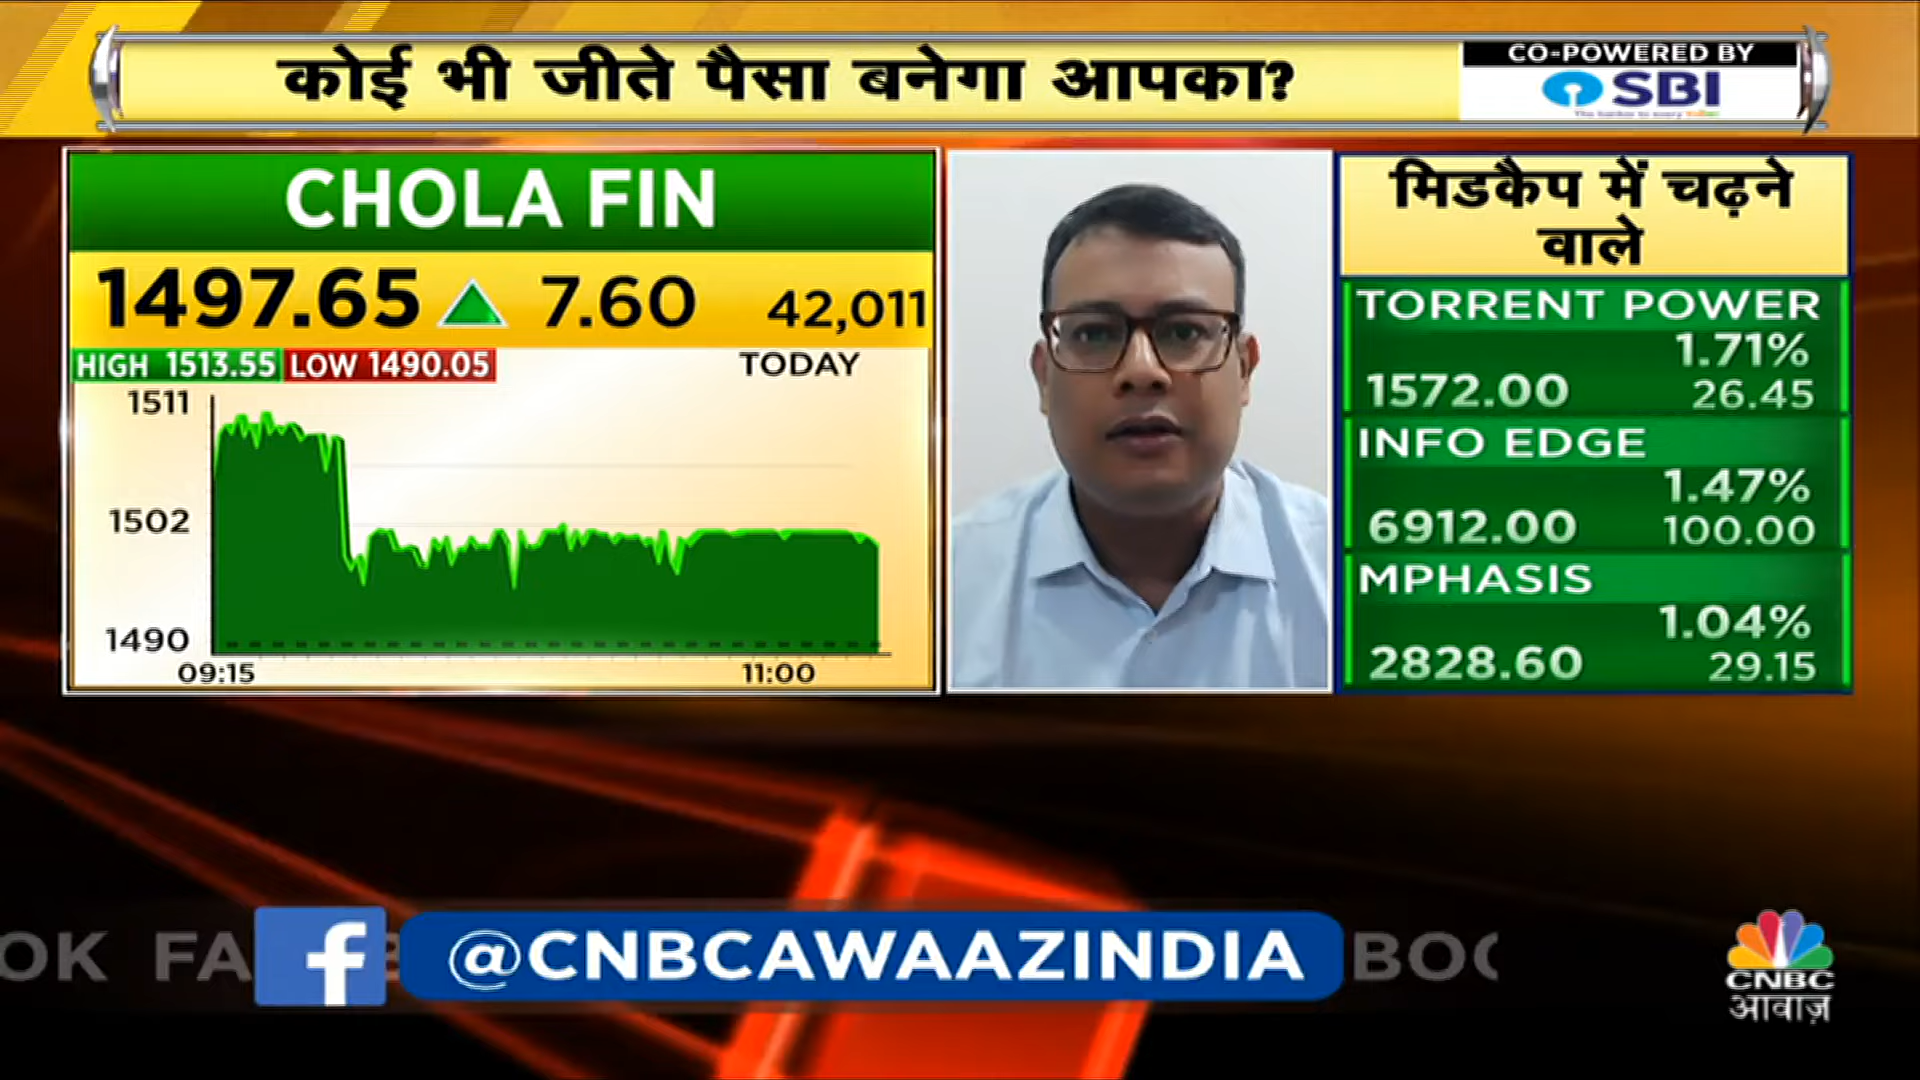 कोई भी जीते पैसा बनेगा आपका?
CO-POWERED BY
SBI
CHOLA FIN
1497.65 7.60 42,011
HIGH 1513.55 LOW 1490.05 TODAY
1511
1502
1490
09:15 11:00
मिडकैप में चढ़ने
वाले
TORRENT POWER
1.71%
1572.00 26.45
INFO EDGE
1.47%
6912.00 100.00
MPHASIS
1.04%
2828.60 29.15
OK FA
f @CNBCAWAAZINDIA
BOO
CNBC
आवाज़